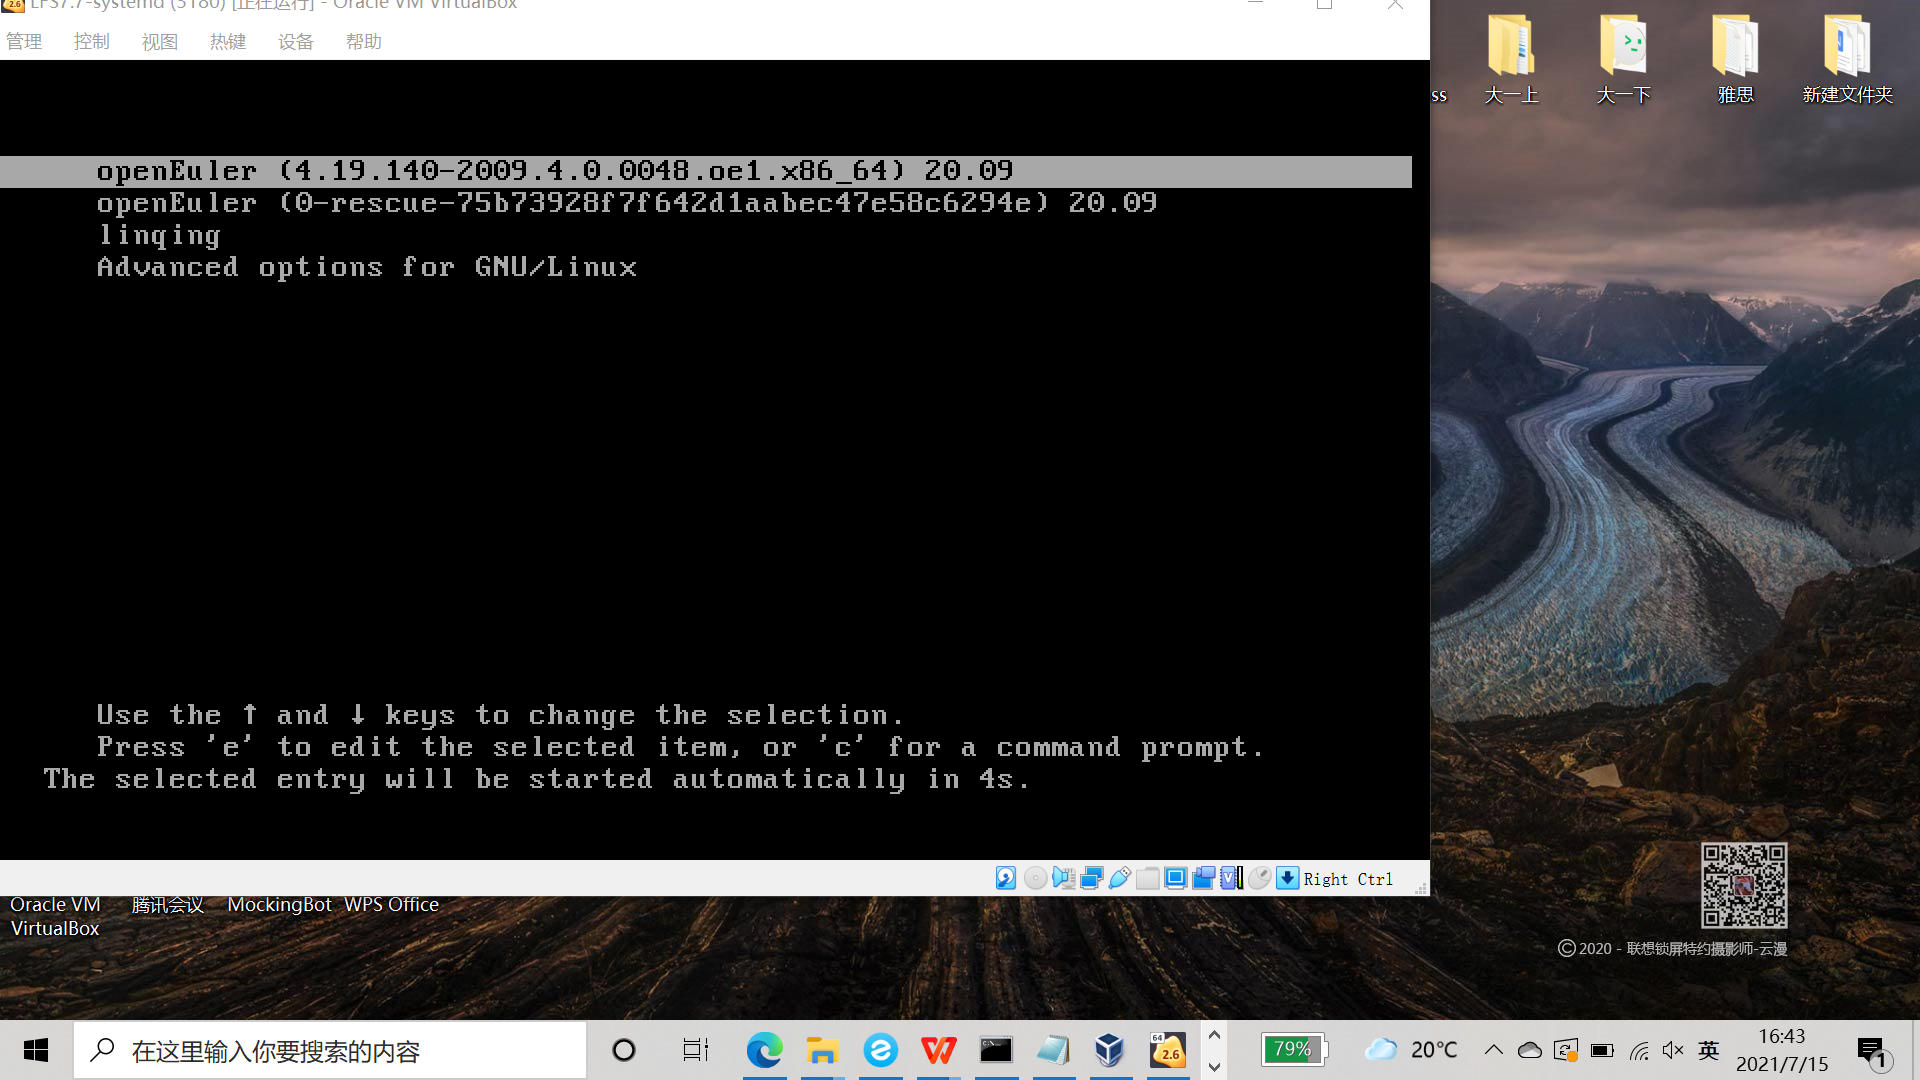 LFS7.7-systemd (3180) [正在运行] - Oracle VM VirtualBox
管理 控制 视图 热键 设备 帮助
openEuler (4.19.140-2009.4.0.0048.oe1.x86_64) 20.09
openEuler (0-rescue-75b73928f7f642d1aabec47e58c6294e) 20.09
linqing
Advanced options for GNU/Linux
Use the ↑ and ↓ keys to change the selection.
Press 'e' to edit the selected item, or 'c' for a command prompt.
The selected entry will be started automatically in 4s.
Right Ctrl
ss 大一上 大一下 雅思 新建文件夹
Oracle VM VirtualBox
腾讯会议
MockingBot
WPS Office
©2020 - 联想锁屏特约摄影师-云漫
在这里输入你要搜索的内容
64
2.6
79%
20℃
英
16:43
2021/7/15
1